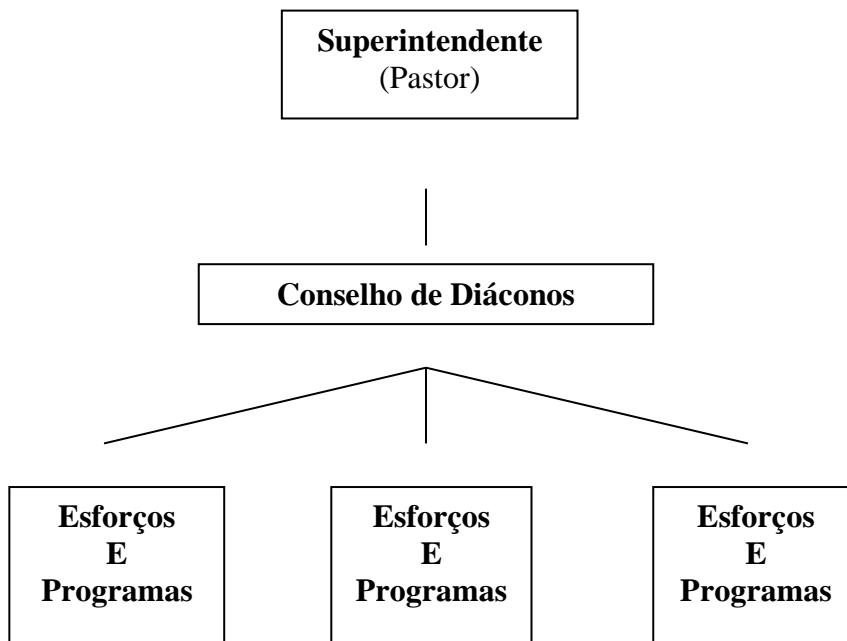 Superintendente
(Pastor)
Conselho de Diáconos
Esforços
E
Programas
Esforços
E
Programas
Esforços
E
Programas